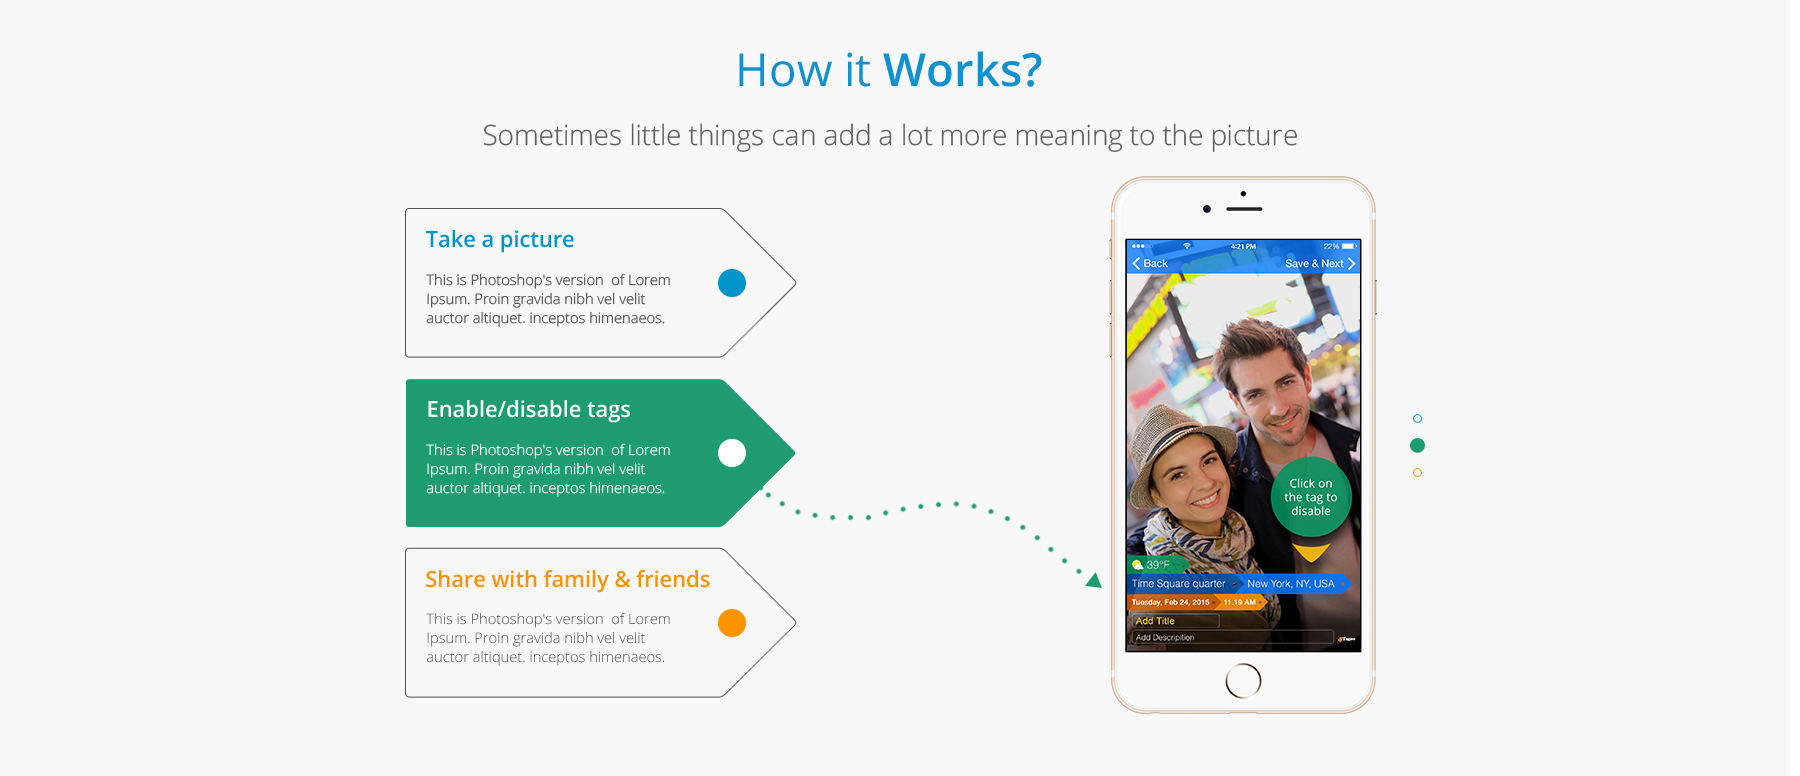 How it Works?
Sometimes little things can add a lot more meaning to the picture
Take a picture
This is Photoshop's version of Lorem
Ipsum. Proin gravida nibh vel velit
auctor altiquet. inceptos himenaeos.
Enable/disable tags
This is Photoshop's version of Lorem
Ipsum. Proin gravida nibh vel velit
auctor altiquet. inceptos himenaeos.
Share with family & friends
This is Photoshop's version of Lorem
Ipsum. Proin gravida nibh vel velit
auctor altiquet. inceptos himenaeos.
4:21 PM 22%
Back Save & Next
Click on
the tag to
disable
39°F
Time Square quarter New York, NY, USA
Tuesday, Feb 24, 2015 11.19 AM
Add Title
Add Description